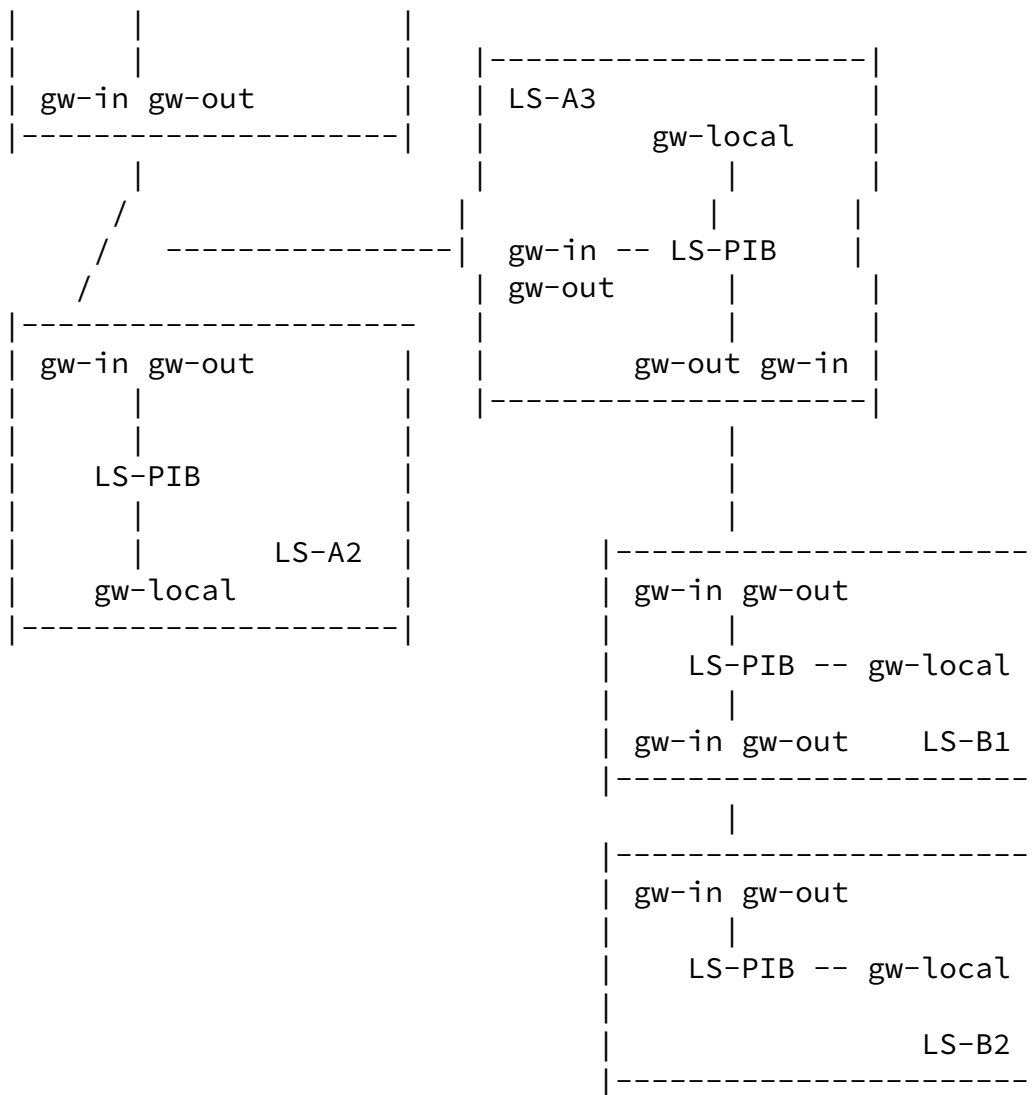 gw-in gw-out
LS-A3
gw-local
gw-in -- LS-PIB
gw-out
gw-in gw-out
gw-out gw-in
LS-PIB
LS-A2
gw-local
gw-in gw-out
LS-PIB -- gw-local
gw-in gw-out LS-B1
gw-in gw-out
LS-PIB -- gw-local
LS-B2